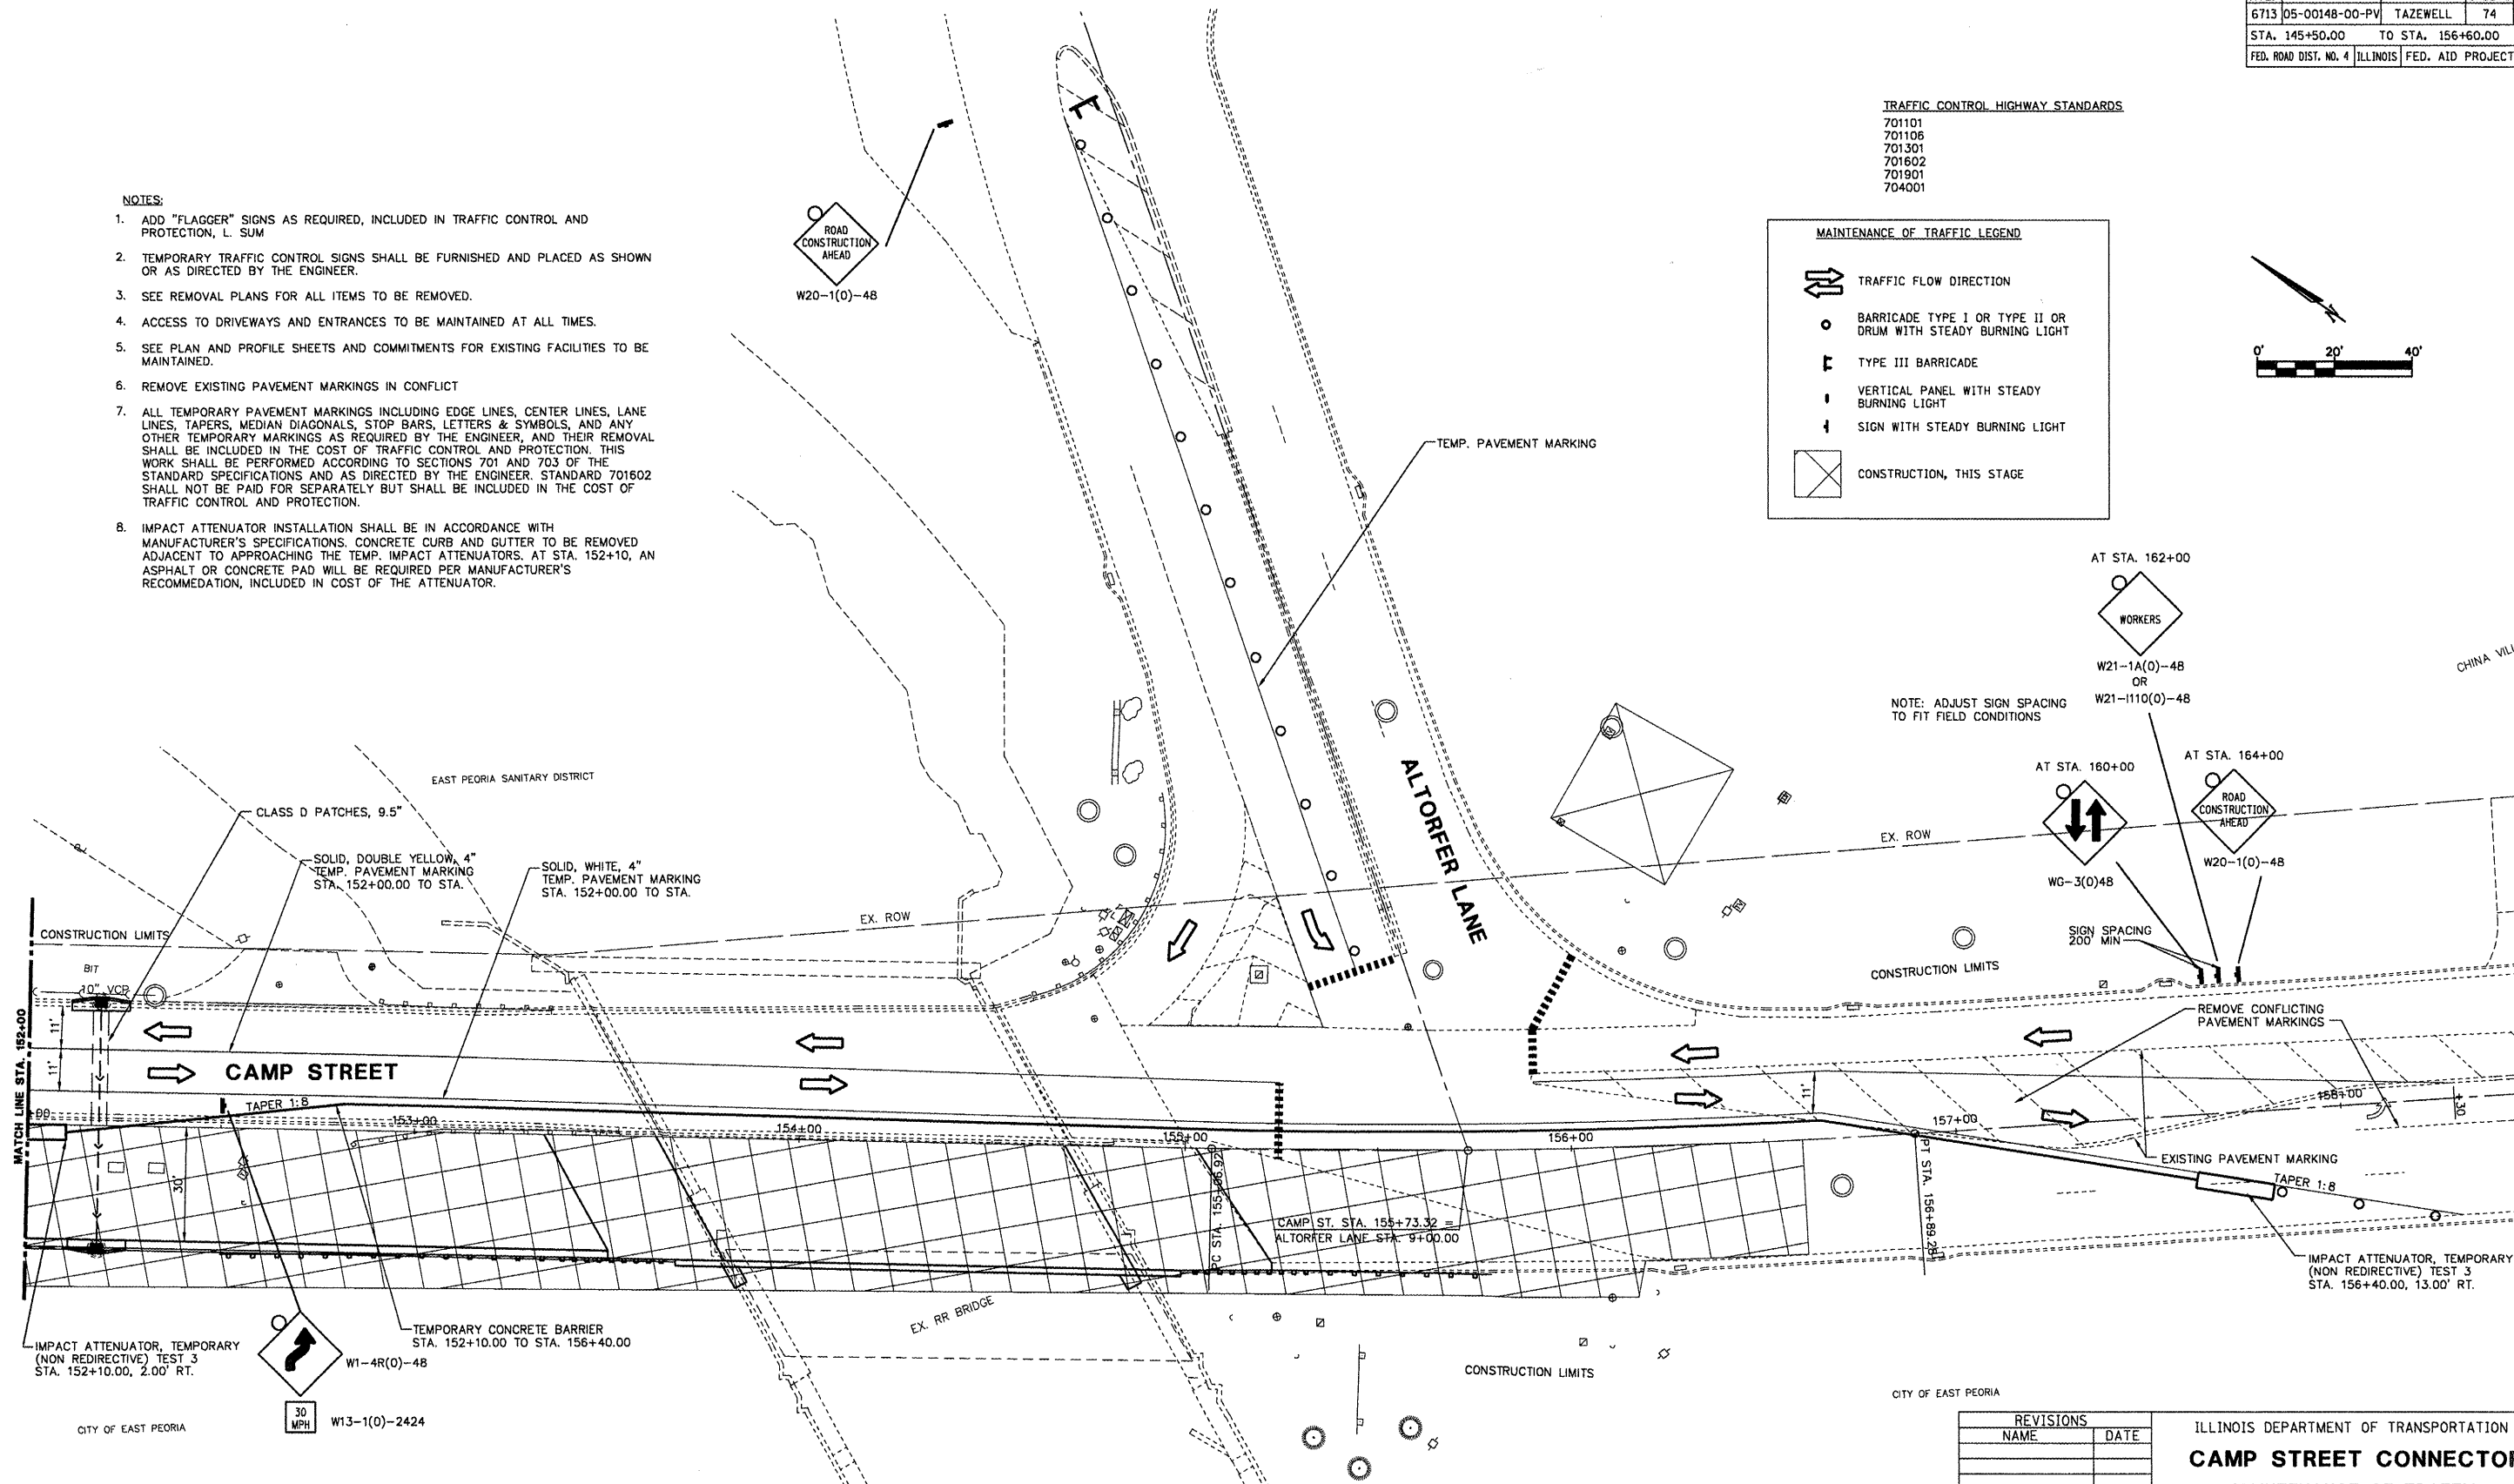 6713 05-00148-00-PV TAZEWELL 74
STA. 145+50.00 TO STA. 156+60.00
FED. ROAD DIST. NO. 4 ILLINOIS FED. AID PROJECT
TRAFFIC CONTROL HIGHWAY STANDARDS
701101
701106
701301
701602
701901
704001
NOTES:
1. ADD "FLAGGER" SIGNS AS REQUIRED, INCLUDED IN TRAFFIC CONTROL AND
PROTECTION, L. SUM
2. TEMPORARY TRAFFIC CONTROL SIGNS SHALL BE FURNISHED AND PLACED AS SHOWN
OR AS DIRECTED BY THE ENGINEER.
3. SEE REMOVAL PLANS FOR ALL ITEMS TO BE REMOVED.
4. ACCESS TO DRIVEWAYS AND ENTRANCES TO BE MAINTAINED AT ALL TIMES.
5. SEE PLAN AND PROFILE SHEETS AND COMMITMENTS FOR EXISTING FACILITIES TO BE
MAINTAINED.
6. REMOVE EXISTING PAVEMENT MARKINGS IN CONFLICT
7. ALL TEMPORARY PAVEMENT MARKINGS INCLUDING EDGE LINES, CENTER LINES, LANE
LINES, TAPERS, MEDIAN DIAGONALS, STOP BARS, LETTERS & SYMBOLS, AND ANY
OTHER TEMPORARY MARKINGS AS REQUIRED BY THE ENGINEER, AND THEIR REMOVAL
SHALL BE INCLUDED IN THE COST OF TRAFFIC CONTROL AND PROTECTION. THIS
WORK SHALL BE PERFORMED ACCORDING TO SECTIONS 701 AND 703 OF THE
STANDARD SPECIFICATIONS AND AS DIRECTED BY THE ENGINEER. STANDARD 701602
SHALL NOT BE PAID FOR SEPARATELY BUT SHALL BE INCLUDED IN THE COST OF
TRAFFIC CONTROL AND PROTECTION.
8. IMPACT ATTENUATOR INSTALLATION SHALL BE IN ACCORDANCE WITH
MANUFACTURER'S SPECIFICATIONS. CONCRETE CURB AND GUTTER TO BE REMOVED
ADJACENT TO APPROACHING THE TEMP. IMPACT ATTENUATORS. AT STA. 152+10, AN
ASPHALT OR CONCRETE PAD WILL BE REQUIRED PER MANUFACTURER'S
RECOMMEDATION, INCLUDED IN COST OF THE ATTENUATOR.
ROAD
CONSTRUCTION
AHEAD
W20-1(0)-48
MAINTENANCE OF TRAFFIC LEGEND
TRAFFIC FLOW DIRECTION
BARRICADE TYPE I OR TYPE II OR
DRUM WITH STEADY BURNING LIGHT
TYPE III BARRICADE
VERTICAL PANEL WITH STEADY
BURNING LIGHT
SIGN WITH STEADY BURNING LIGHT
CONSTRUCTION, THIS STAGE
N
0' 20' 40'
TEMP. PAVEMENT MARKING
AT STA. 162+00
WORKERS
W21-1A(0)-48
OR
W21-I110(0)-48
NOTE: ADJUST SIGN SPACING
TO FIT FIELD CONDITIONS
CHINA VIL
AT STA. 160+00
WG-3(0)48
AT STA. 164+00
ROAD
CONSTRUCTION
AHEAD
W20-1(0)-48
SIGN SPACING
200' MIN
EAST PEORIA SANITARY DISTRICT
CLASS D PATCHES, 9.5"
SOLID, DOUBLE YELLOW, 4"
TEMP. PAVEMENT MARKING
STA. 152+00.00 TO STA.
SOLID, WHITE, 4"
TEMP. PAVEMENT MARKING
STA. 152+00.00 TO STA.
ALTORFER LANE
EX. ROW
EX. ROW
CONSTRUCTION LIMITS
CONSTRUCTION LIMITS
BIT
10" VCP
MATCH LINE STA. 152+00
11'
11'
CAMP STREET
TAPER 1:8
+00
153+00
154+00
155+00
156+00
157+00
158+00
+30
11'
30'
REMOVE CONFLICTING
PAVEMENT MARKINGS
EXISTING PAVEMENT MARKING
TAPER 1:8
PC STA. 155+06.92
PT STA. 156+89.28
CAMP ST. STA. 155+73.32 =
ALTORFER LANE STA. 9+00.00
IMPACT ATTENUATOR, TEMPORARY
(NON REDIRECTIVE) TEST 3
STA. 156+40.00, 13.00' RT.
IMPACT ATTENUATOR, TEMPORARY
(NON REDIRECTIVE) TEST 3
STA. 152+10.00, 2.00' RT.
W1-4R(0)-48
30
MPH
W13-1(0)-2424
TEMPORARY CONCRETE BARRIER
STA. 152+10.00 TO STA. 156+40.00
EX. RR BRIDGE
CONSTRUCTION LIMITS
CITY OF EAST PEORIA
CITY OF EAST PEORIA
REVISIONS
NAME DATE
ILLINOIS DEPARTMENT OF TRANSPORTATION
CAMP STREET CONNECTOR